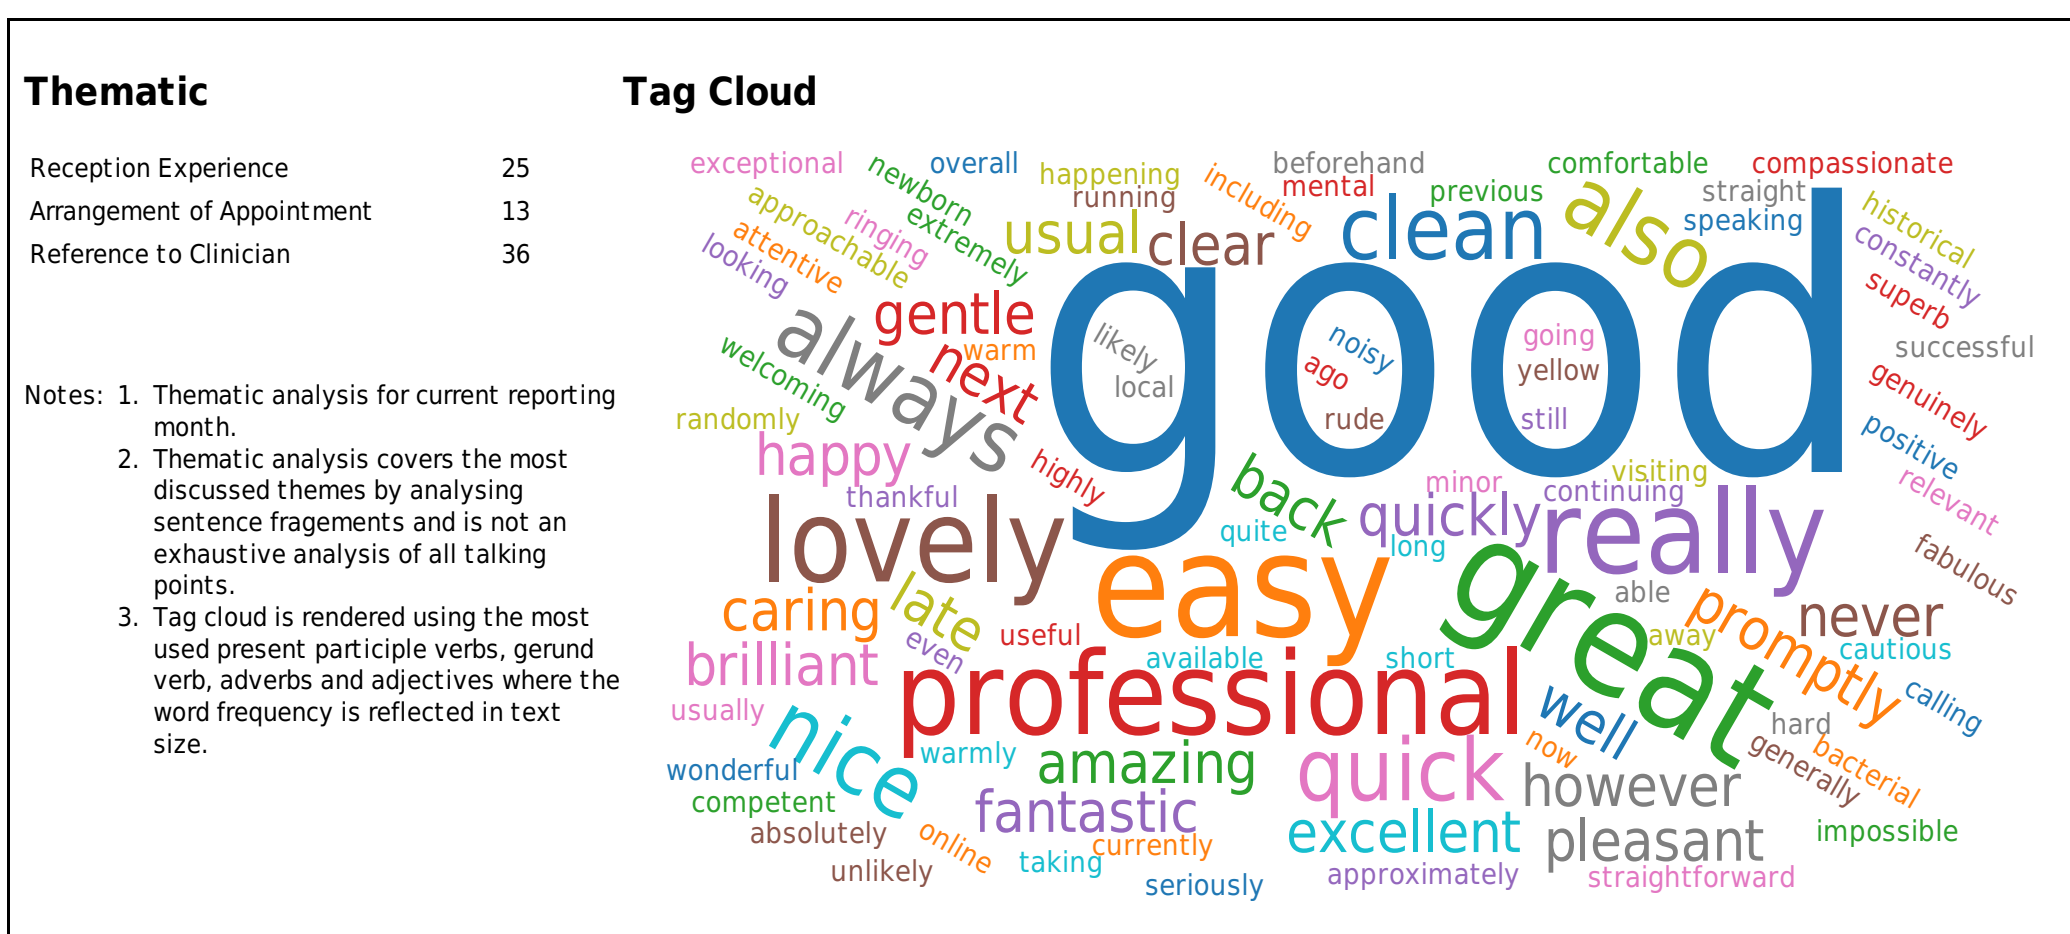 Thematic
Reception Experience 25
Arrangement of Appointment 13
Reference to Clinician 36
Notes: 1. Thematic analysis for current reporting
month.
2. Thematic analysis covers the most
discussed themes by analysing
sentence fragements and is not an
exhaustive analysis of all talking
points.
3. Tag cloud is rendered using the most
used present participle verbs, gerund
verb, adverbs and adjectives where the
word frequency is reflected in text
size.
Tag Cloud
exceptional
newborn
overall
happening
running
including
beforehand
mental
previous
comfortable
compassionate
straight
speaking
historical
constantly
approachable
ringing
extremely
attentive
looking
usual
clear
clean
also
superb
successful
gentle
always
next
warm
welcoming
good
likely
local
noisy
ago
rude
going
yellow
still
genuinely
positive
relevant
randomly
happy
highly
thankful
back
minor
visiting
continuing
quickly
really
quite
long
lovely
easy
great
fabulous
caring
late
even
useful
able
promptly
never
away
cautious
calling
brilliant
professional
available
short
usually
nice
warmly
well
now
hard
generally
bacterial
wonderful
amazing
quick
however
competent
fantastic
excellent
pleasant
impossible
absolutely
online
currently
taking
unlikely
seriously
approximately
straightforward